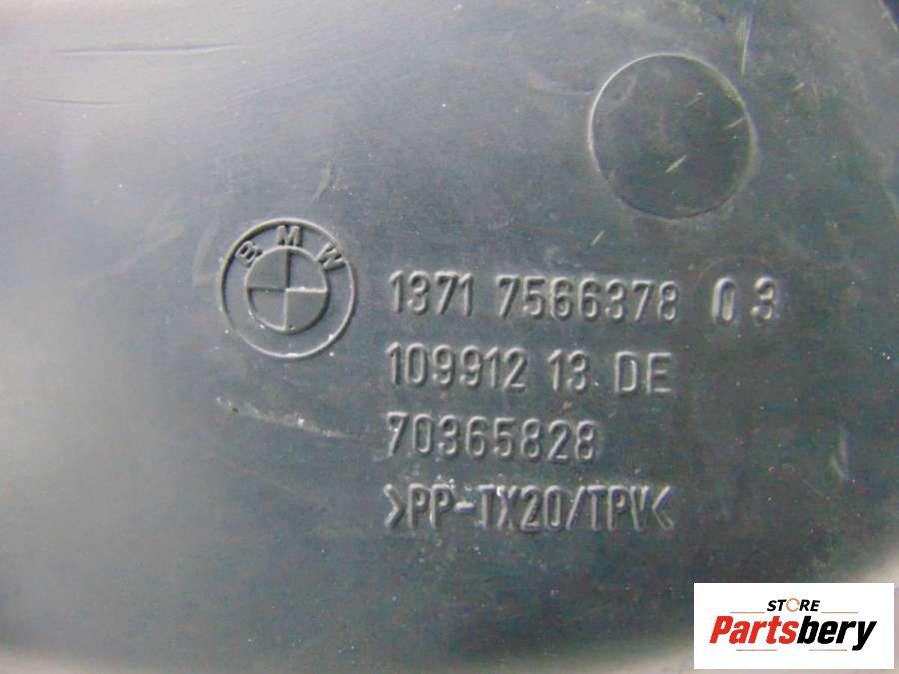 BMW
1371 7566378 03
109912 13 DE
70365828
>PP-TX20/TPV<
STORE
Partsbery